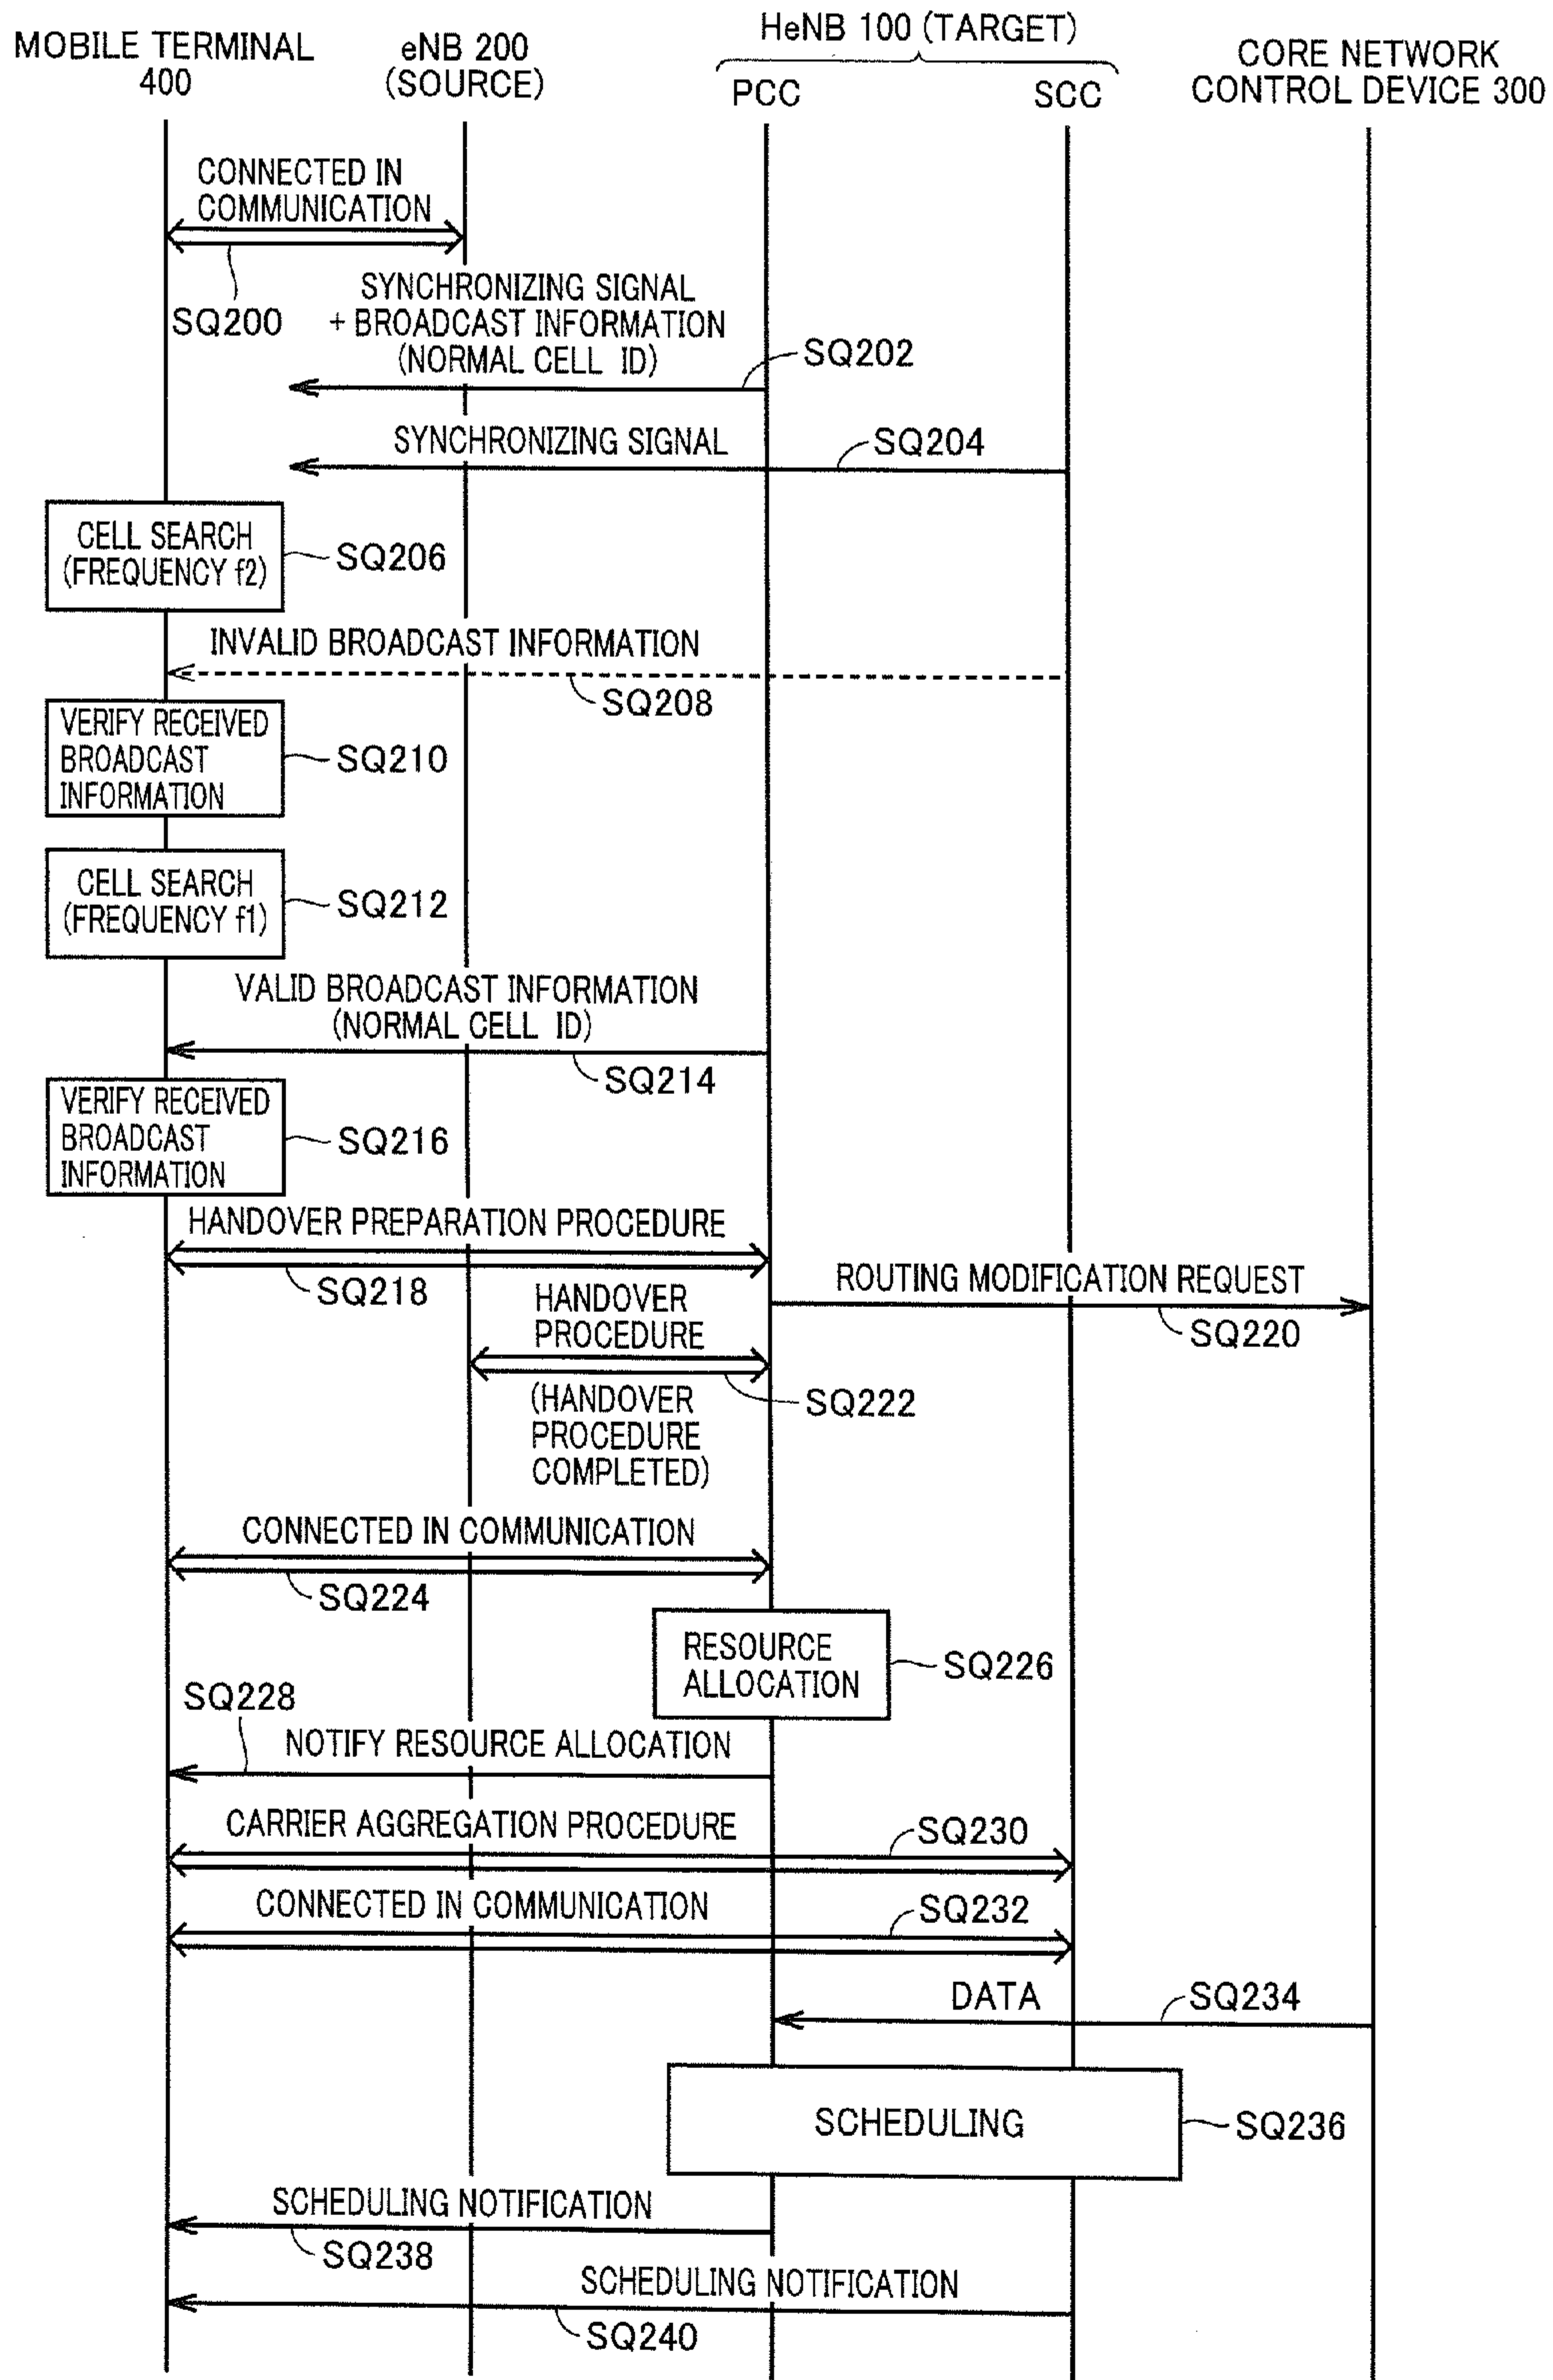 MOBILE TERMINAL
400
eNB 200
(SOURCE)
HeNB 100 (TARGET)
PCC
SCC
CORE NETWORK
CONTROL DEVICE 300
CONNECTED IN
COMMUNICATION
SQ200
SYNCHRONIZING SIGNAL
+ BROADCAST INFORMATION
(NORMAL CELL ID)
SQ202
SYNCHRONIZING SIGNAL
SQ204
CELL SEARCH
(FREQUENCY f2)
SQ206
INVALID BROADCAST INFORMATION
SQ208
VERIFY RECEIVED
BROADCAST
INFORMATION
SQ210
CELL SEARCH
(FREQUENCY f1)
SQ212
VALID BROADCAST INFORMATION
(NORMAL CELL ID)
SQ214
VERIFY RECEIVED
BROADCAST
INFORMATION
SQ216
HANDOVER PREPARATION PROCEDURE
SQ218
ROUTING MODIFICATION REQUEST
SQ220
HANDOVER
PROCEDURE
SQ222
(HANDOVER
PROCEDURE
COMPLETED)
CONNECTED IN COMMUNICATION
SQ224
RESOURCE
ALLOCATION
SQ226
SQ228
NOTIFY RESOURCE ALLOCATION
CARRIER AGGREGATION PROCEDURE
SQ230
CONNECTED IN COMMUNICATION
SQ232
DATA
SQ234
SCHEDULING
SQ236
SCHEDULING NOTIFICATION
SQ238
SCHEDULING NOTIFICATION
SQ240